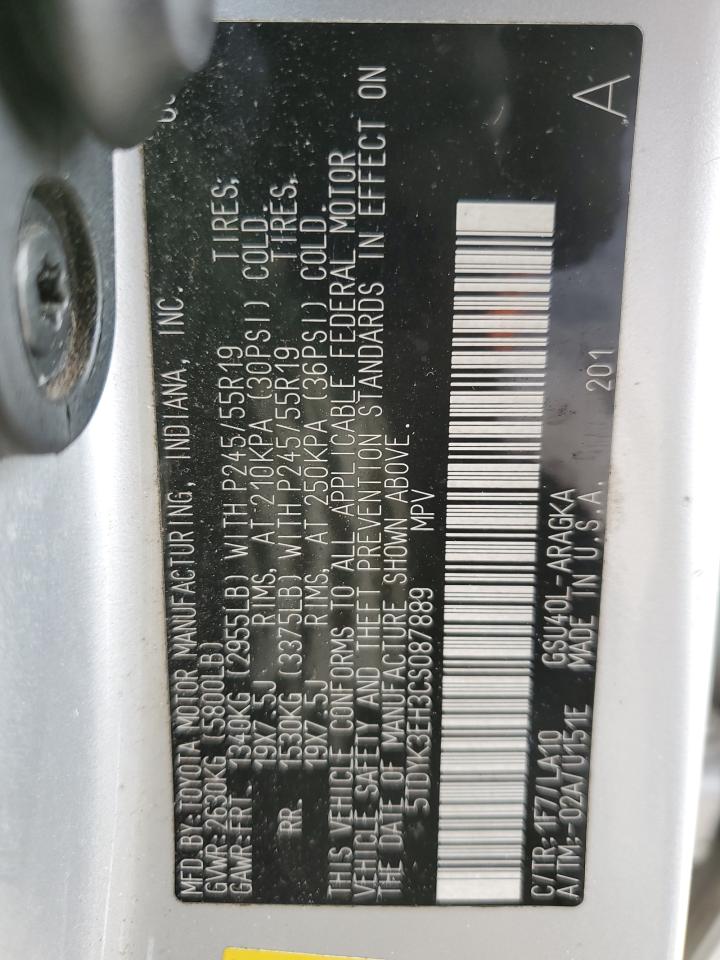 MFD.BY:TOYOTA MOTOR MANUFACTURING, INDIANA, INC.
GVWR:2630KG (5800LB)
GAWR:FRT. 1340KG (2955LB) WITH P245/55R19 TIRES,
19X7.5J RIMS, AT 210KPA (30PSI) COLD.
RR. 1530KG (3375LB) WITH P245/55R19 TIRES,
19X7.5J RIMS, AT 250KPA (36PSI) COLD.
THIS VEHICLE CONFORMS TO ALL APPLICABLE FEDERAL MOTOR
VEHICLE SAFETY AND THEFT PREVENTION STANDARDS IN EFFECT ON
THE DATE OF MANUFACTURE SHOWN ABOVE.
5TDYK3EH3CS087889 MPV
C/TR:1F7/LA10 GSU40L-ARAGKA 201
A/TM:-02A/U151E MADE IN U.S.A. A